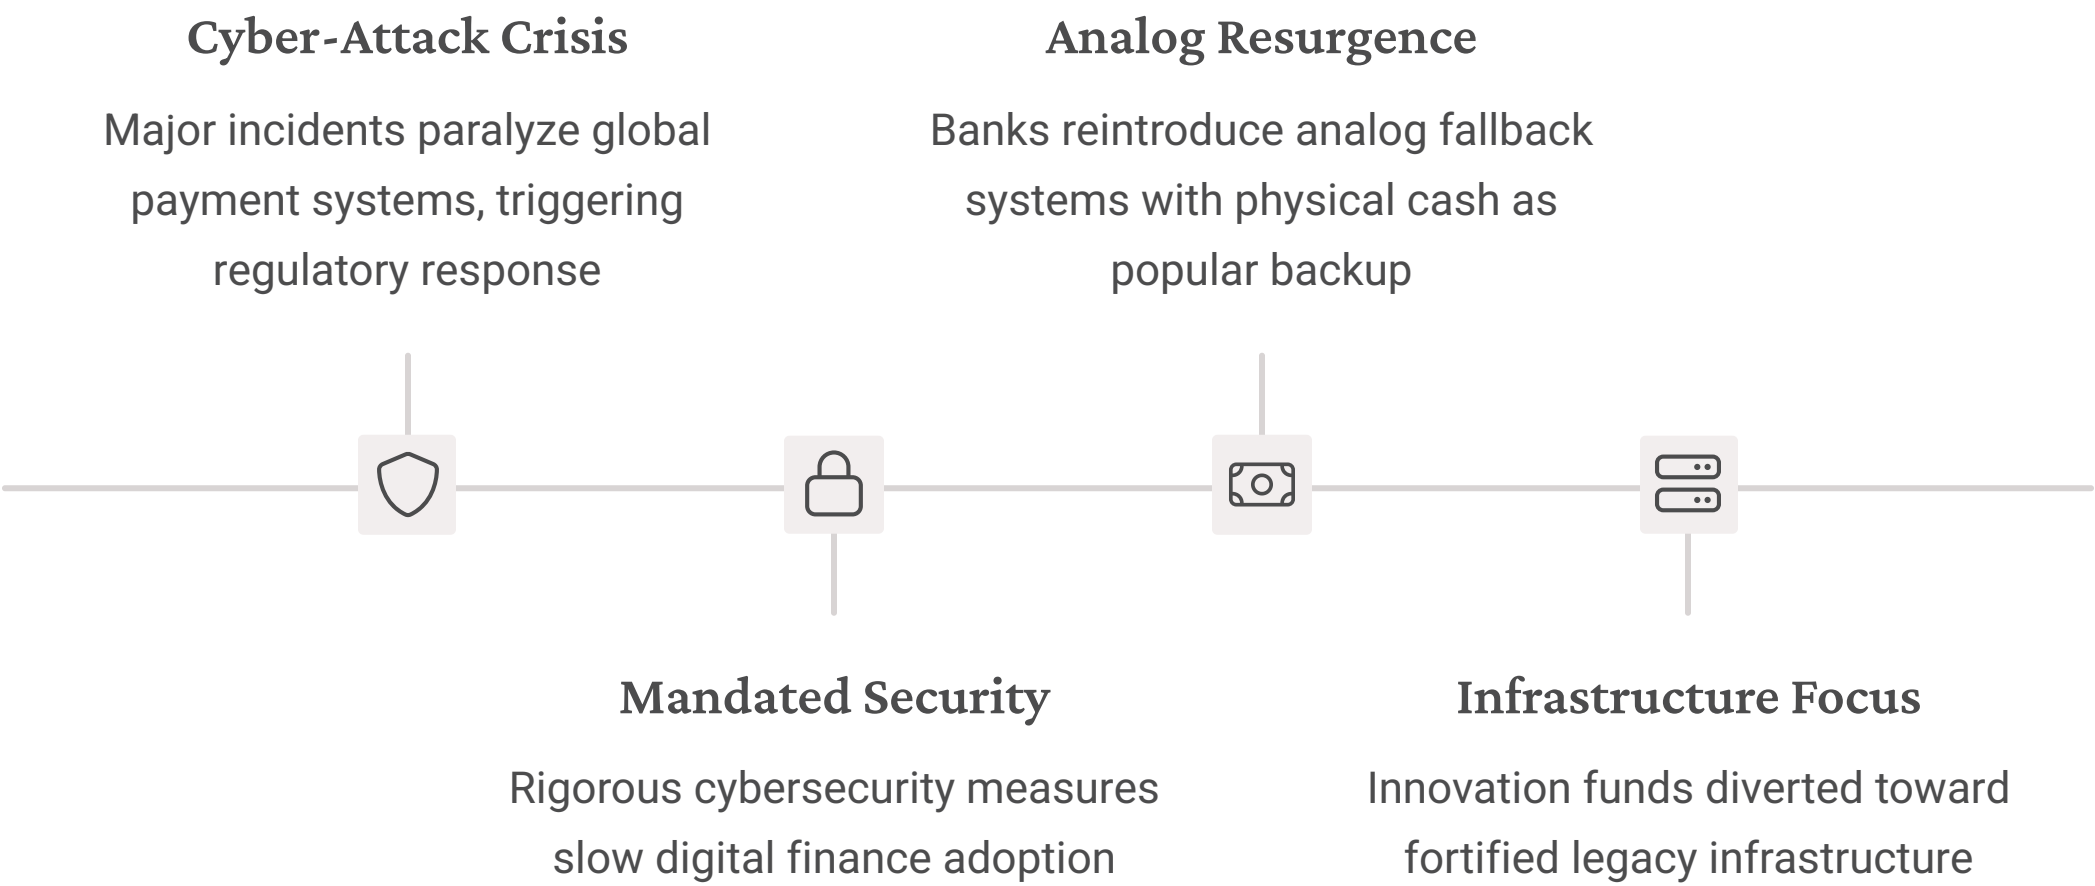 Cyber-Attack Crisis
Major incidents paralyze global
payment systems, triggering
regulatory response
Mandated Security
Rigorous cybersecurity measures
slow digital finance adoption
Analog Resurgence
Banks reintroduce analog fallback
systems with physical cash as
popular backup
Infrastructure Focus
Innovation funds diverted toward
fortified legacy infrastructure